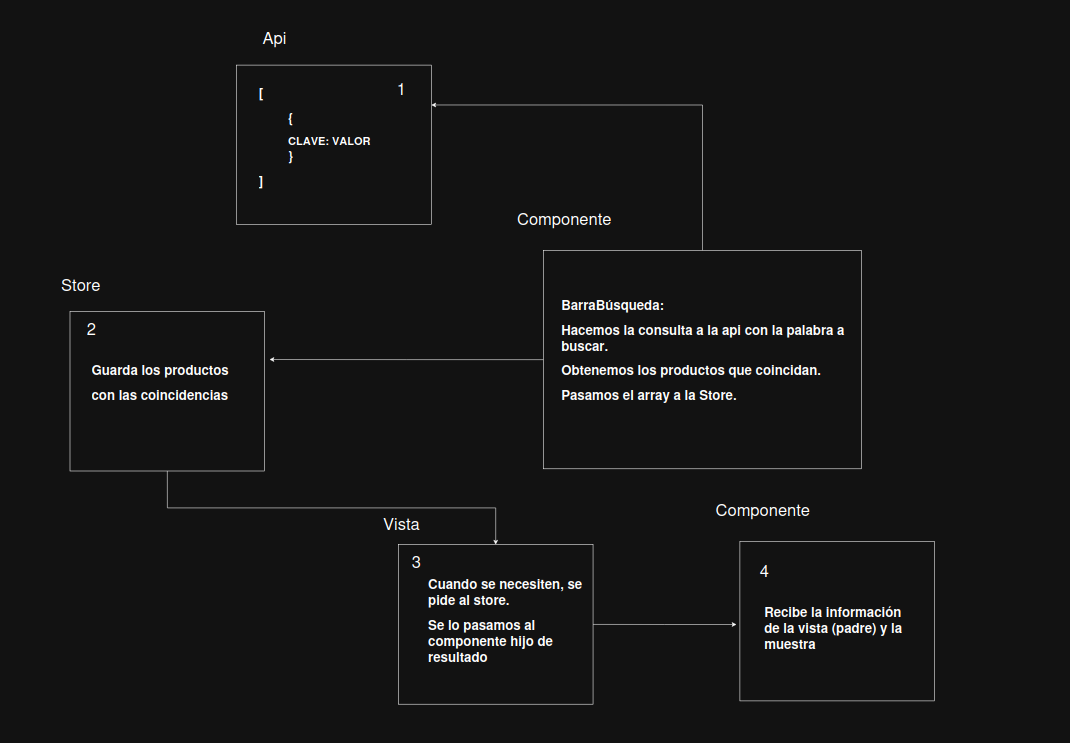 Api
1
[
{
CLAVE: VALOR
}
]
Componente
BarraBúsqueda:
Hacemos la consulta a la api con la palabra a
buscar.
Obtenemos los productos que coincidan.
Pasamos el array a la Store.
Store
2
Guarda los productos
con las coincidencias
Vista
3
Cuando se necesiten, se
pide al store.
Se lo pasamos al
componente hijo de
resultado
Componente
4
Recibe la información
de la vista (padre) y la
muestra